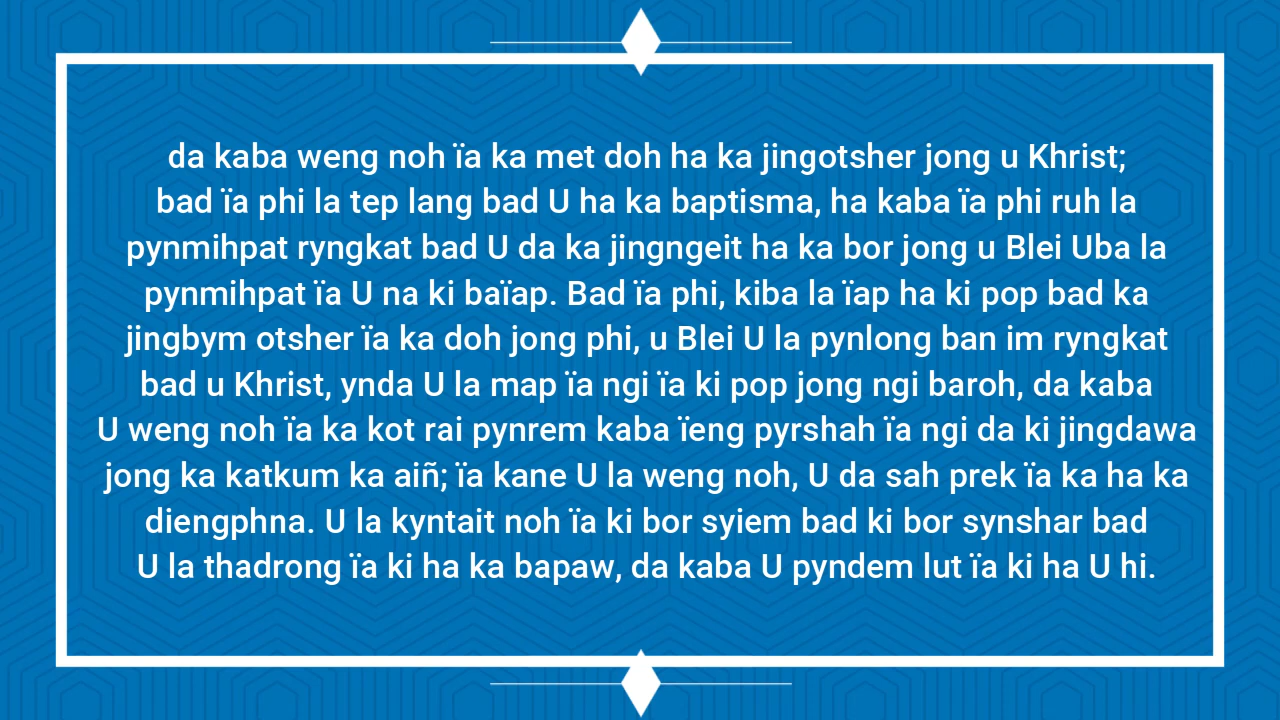 da kaba weng noh ïa ka met doh ha ka jingotsher jong u Khrist;
bad ïa phi la tep lang bad U ha ka baptisma, ha kaba ïa phi ruh la
pynmihpat ryngkat bad U da ka jingngeit ha ka bor jong u Blei Uba la
pynmihpat ïa U na ki baïap. Bad ïa phi, kiba la ïap ha ki pop bad ka
jingbym otsher ïa ka doh jong phi, u Blei U la pynlong ban im ryngkat
bad u Khrist, ynda U la map ïa ngi ïa ki pop jong ngi baroh, da kaba
U weng noh ïa ka kot rai pynrem kaba ïeng pyrshah ïa ngi da ki jingdawa
jong ka katkum ka aiñ; ïa kane U la weng noh, U da sah prek ïa ka ha ka
diengphna. U la kyntait noh ïa ki bor syiem bad ki bor synshar bad
U la thadrong ïa ki ha ka bapaw, da kaba U pyndem lut ïa ki ha U hi.